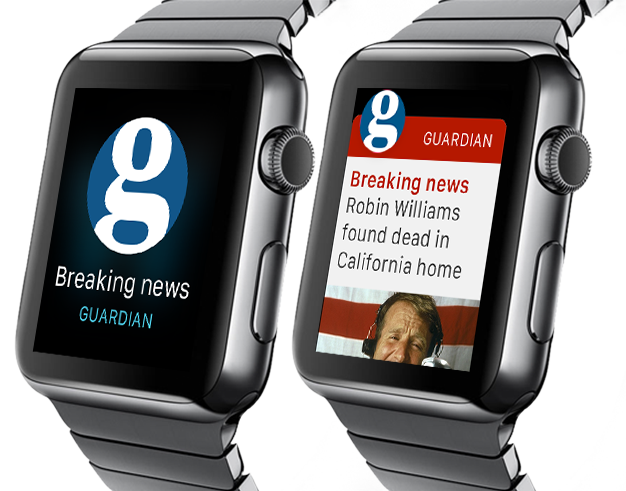 g
Breaking news
GUARDIAN
g
GUARDIAN
Breaking news
Robin Williams
found dead in
California home